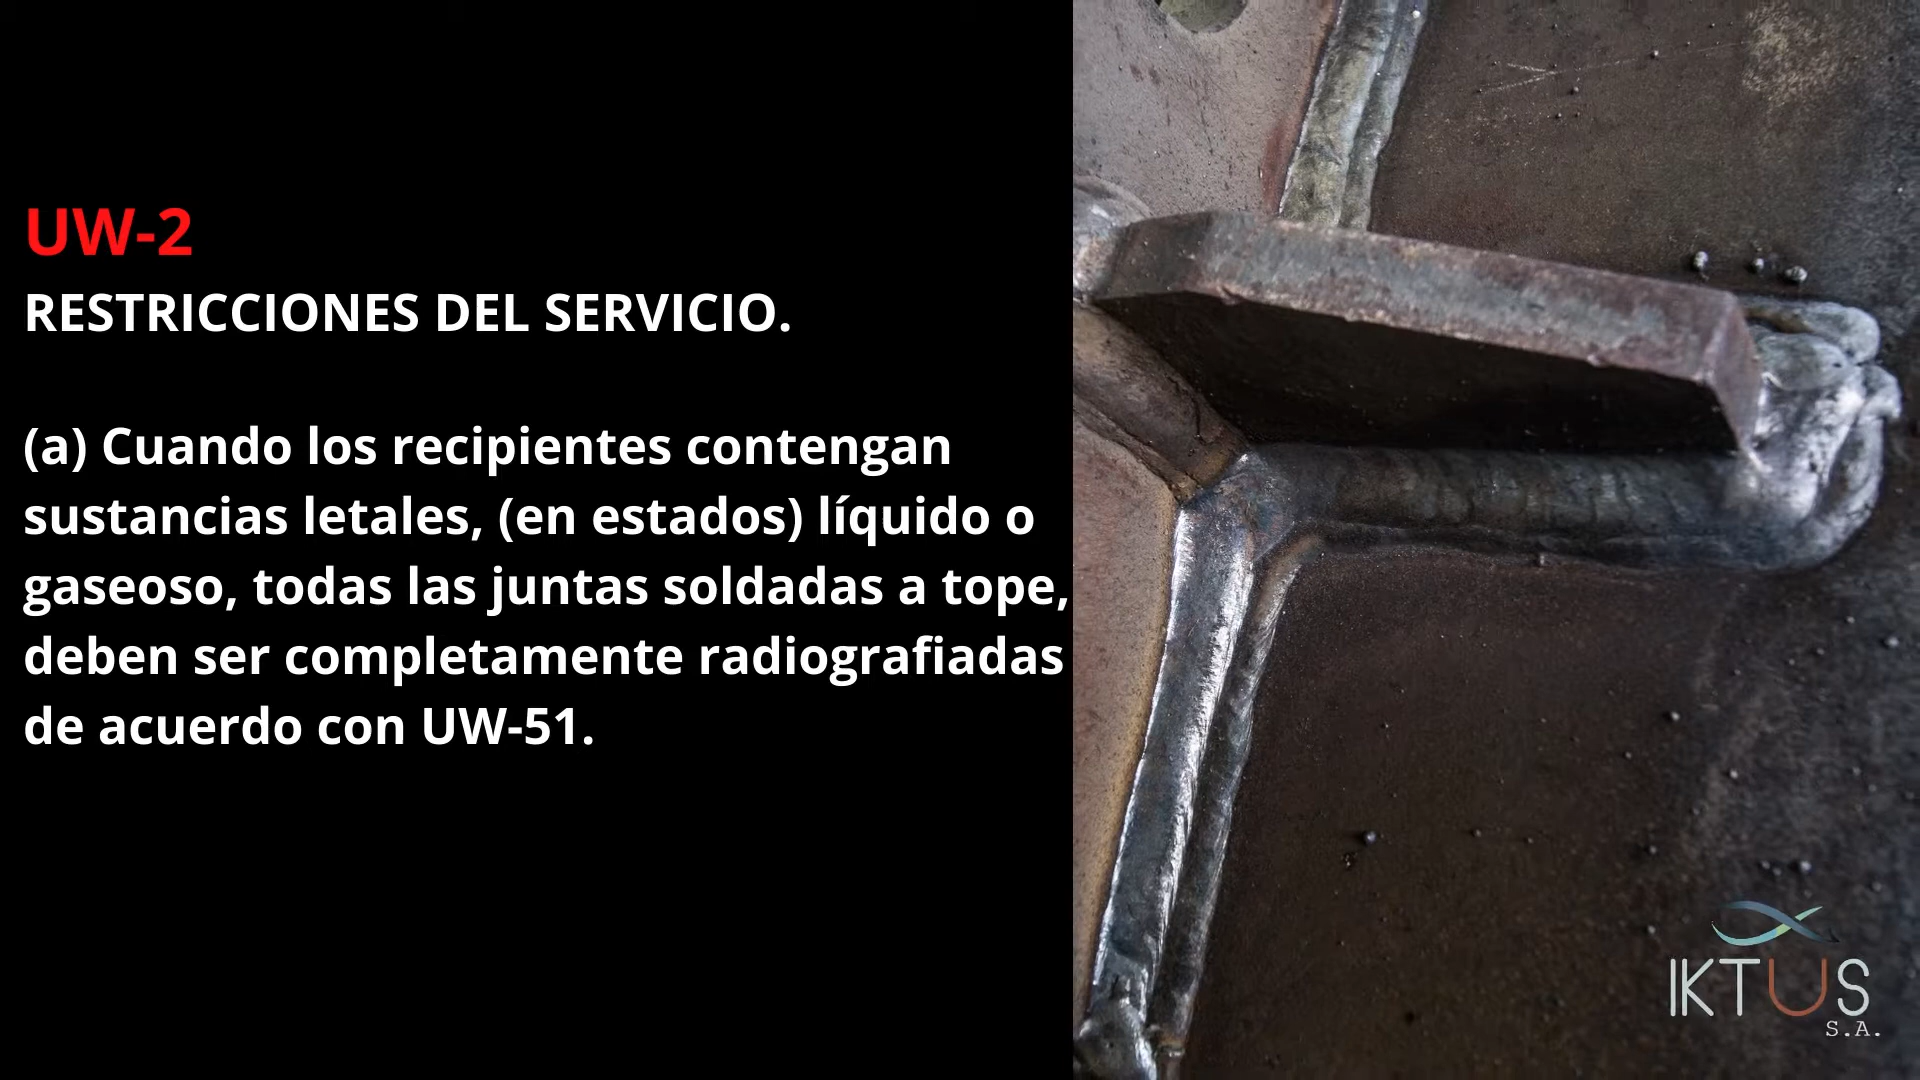 UW-2
RESTRICCIONES DEL SERVICIO.
(a) Cuando los recipientes contengan
sustancias letales, (en estados) líquido o
gaseoso, todas las juntas soldadas a tope,
deben ser completamente radiografiadas
de acuerdo con UW-51.
IKTUS
S.A.